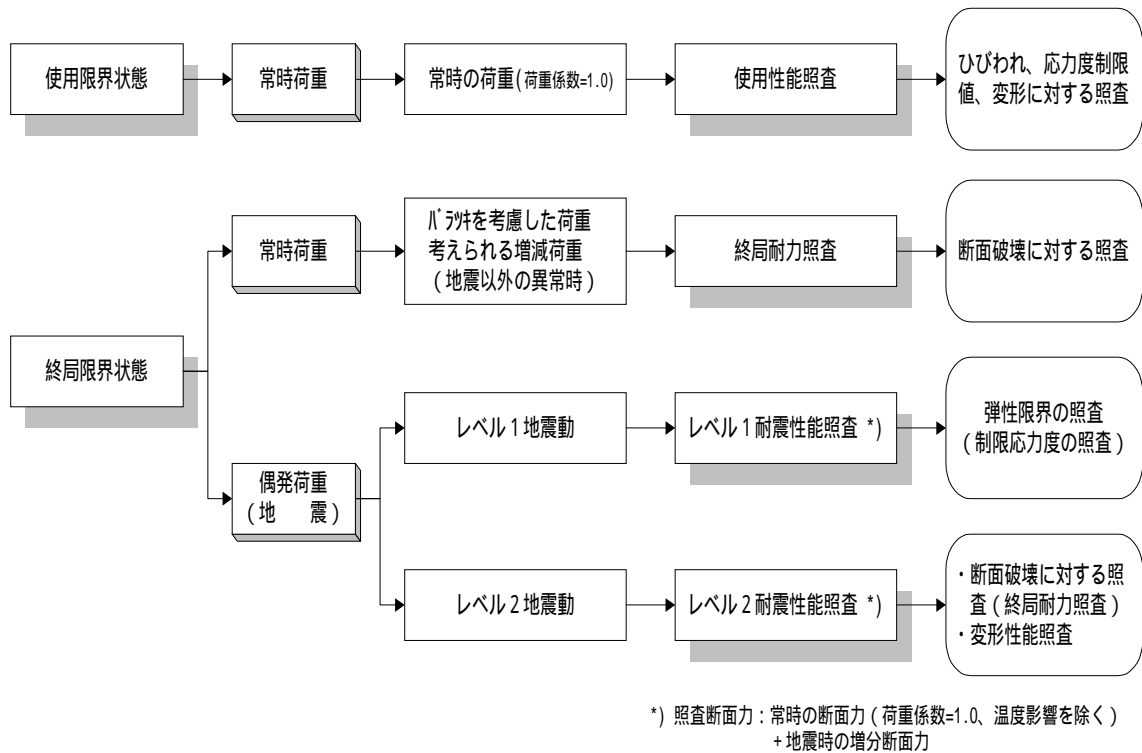 使用限界状態
常時荷重
常時の荷重(荷重係数=1.0)
使用性能照査
ひびわれ、応力度制限
値、変形に対する照査
常時荷重
バラツキを考慮した荷重
考えられる増減荷重
(地震以外の異常時)
終局耐力照査
断面破壊に対する照査
終局限界状態
レベル1地震動
レベル1耐震性能照査 *)
弾性限界の照査
(制限応力度の照査)
偶発荷重
(地　　震)
レベル2地震動
レベル2耐震性能照査 *)
・断面破壊に対する照
査(終局耐力照査)
・変形性能照査
*) 照査断面力：常時の断面力(荷重係数=1.0、温度影響を除く)
+地震時の増分断面力